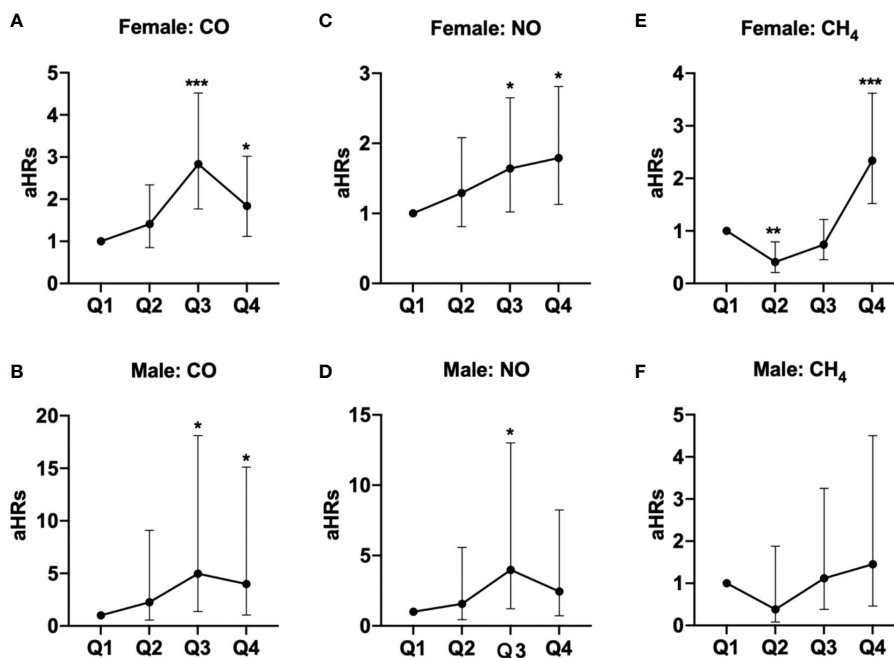 A
Female: CO
aHRs
5
4
3
2
1
0
***
*
Q1 Q2 Q3 Q4
C
Female: NO
aHRs
3
2
1
0
*
*
Q1 Q2 Q3 Q4
E
Female: CH₄
aHRs
4
3
2
1
0
**
***
Q1 Q2 Q3 Q4
B
Male: CO
aHRs
20
15
10
5
0
*
*
Q1 Q2 Q3 Q4
D
Male: NO
aHRs
15
10
5
0
*
Q1 Q2 Q3 Q4
F
Male: CH₄
aHRs
5
4
3
2
1
0
Q1 Q2 Q3 Q4